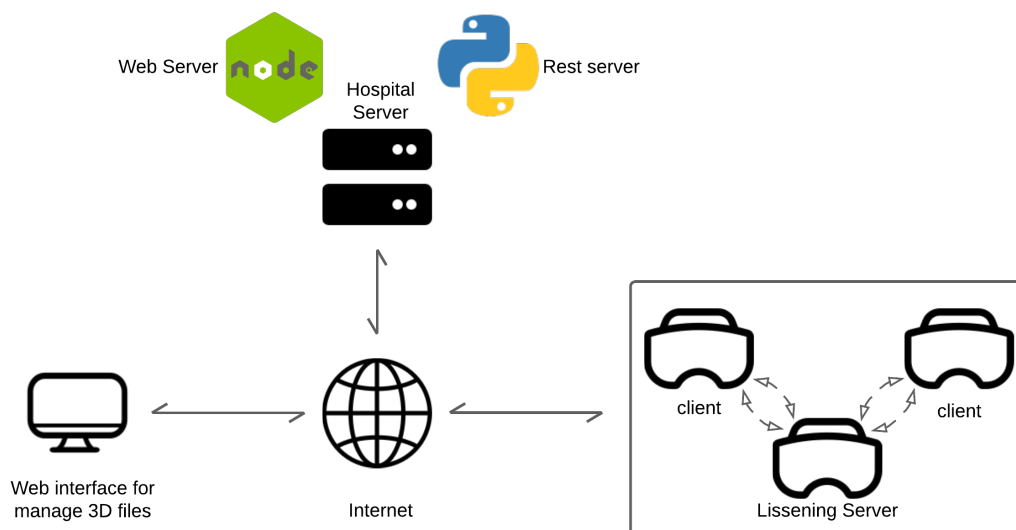 Web Server
node
Rest server
Hospital
Server
client
client
Lissening Server
Web interface for
manage 3D files
Internet